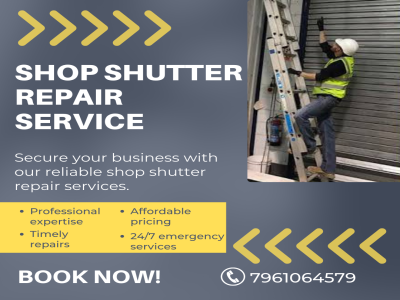 SHOP SHUTTER
REPAIR
SERVICE
Secure your business with
our reliable shop shutter
repair services.
• Professional
expertise
• Timely
repairs
• Affordable
pricing
• 24/7 emergency
services
BOOK NOW!
7961064579